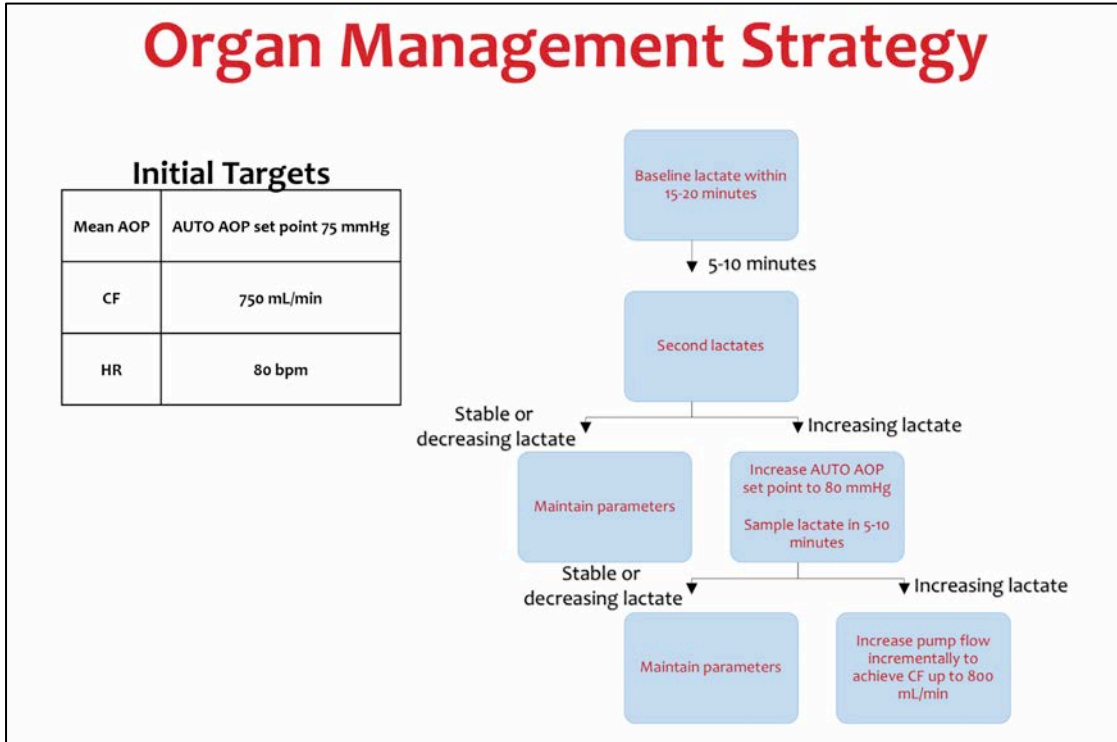 Organ Management Strategy
Initial Targets
Mean AOP
AUTO AOP set point 75 mmHg
CF
750 mL/min
HR
80 bpm
Baseline lactate within
15-20 minutes
5-10 minutes
Second lactates
Stable or
decreasing lactate
Increasing lactate
Maintain parameters
Increase AUTO AOP
set point to 80 mmHg
Sample lactate in 5-10
minutes
Stable or
decreasing lactate
Increasing lactate
Maintain parameters
Increase pump flow
incrementally to
achieve CF up to 800
mL/min